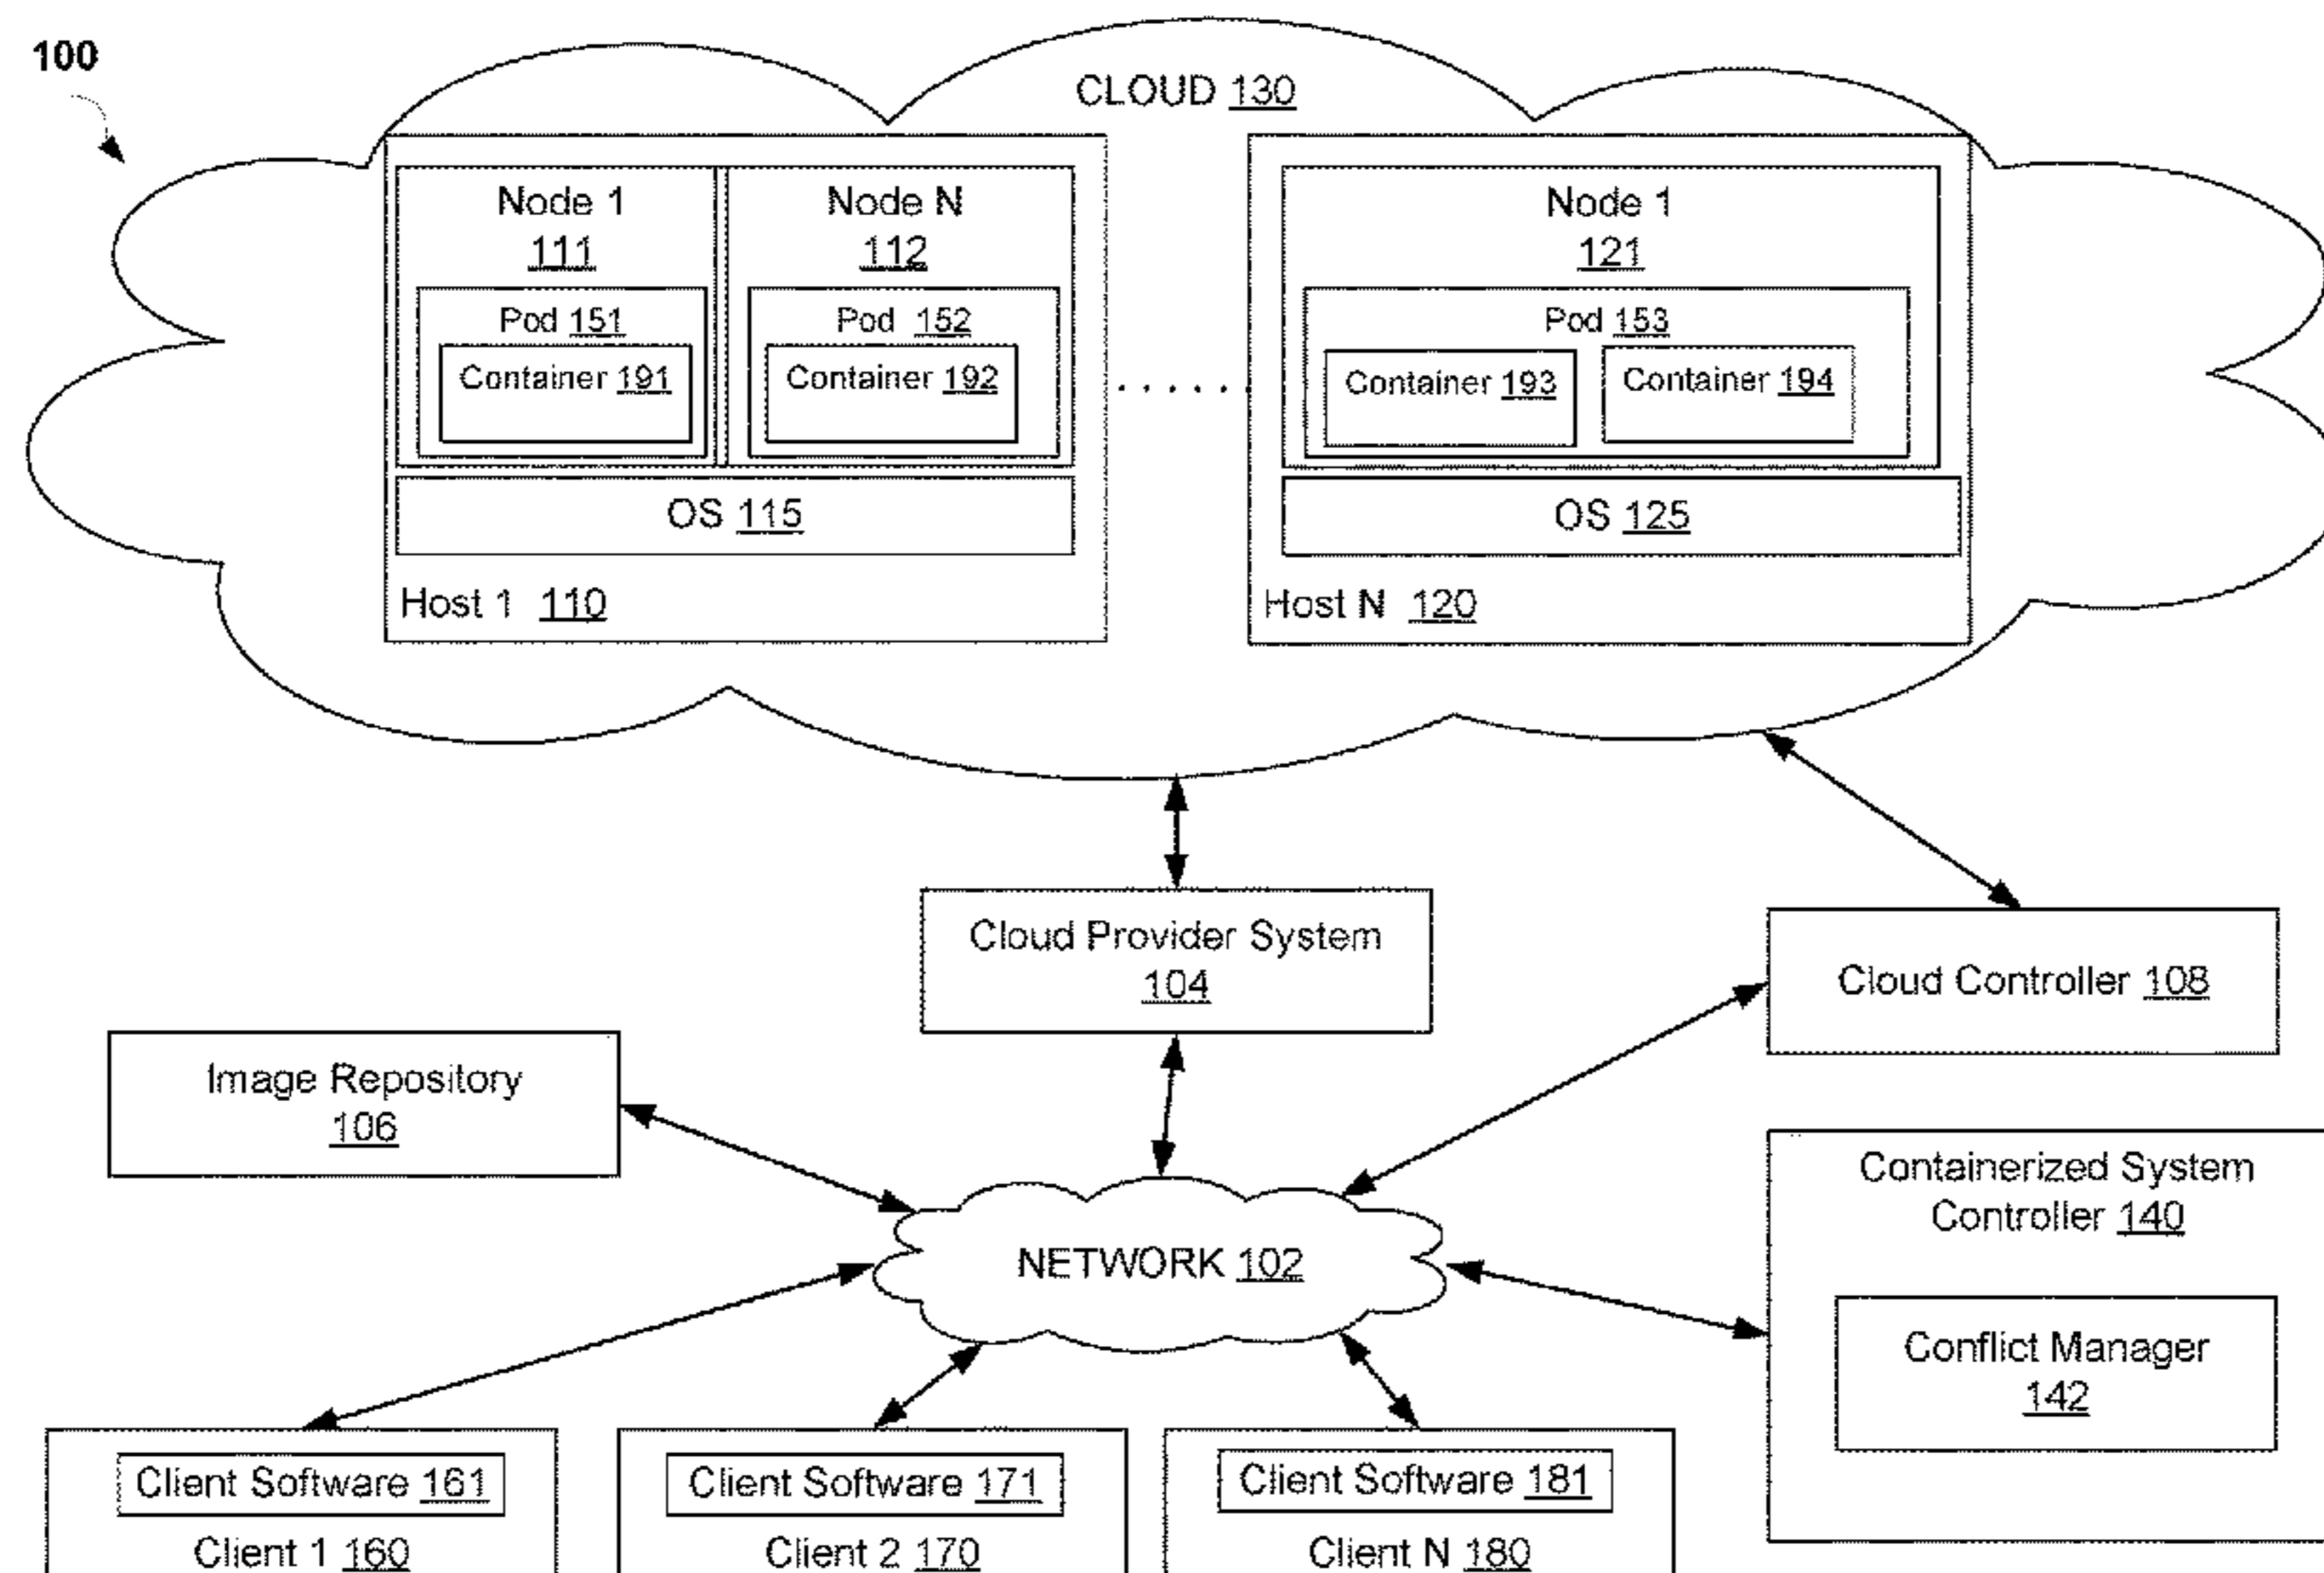 100
CLOUD 130
Node 1
111
Pod 151
Container 191
Node N
112
Pod 152
Container 192
.......
Node 1
121
Pod 153
Container 193
Container 194
OS 115
OS 125
Host 1 110
Host N 120
Cloud Provider System
104
Cloud Controller 108
Image Repository
106
Containerized System
Controller 140
NETWORK 102
Conflict Manager
142
Client Software 161
Client 1 160
Client Software 171
Client 2 170
Client Software 181
Client N 180